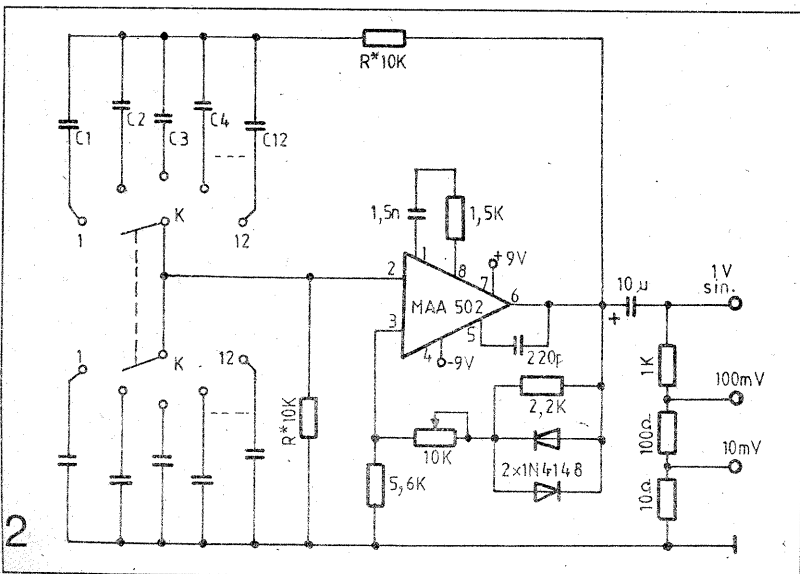 R*10K
C1
C2
C3
C4
C12
K
1
12
1,5n
1,5K
1
8
+9V
7
2
MAA 502
6
3
5
4
-9V
220p
10µ
+
1V
sin.
1K
100mV
100Ω
10mV
10Ω
1
K
12
R*10K
2,2K
10K
2x1N4148
5,6K
2